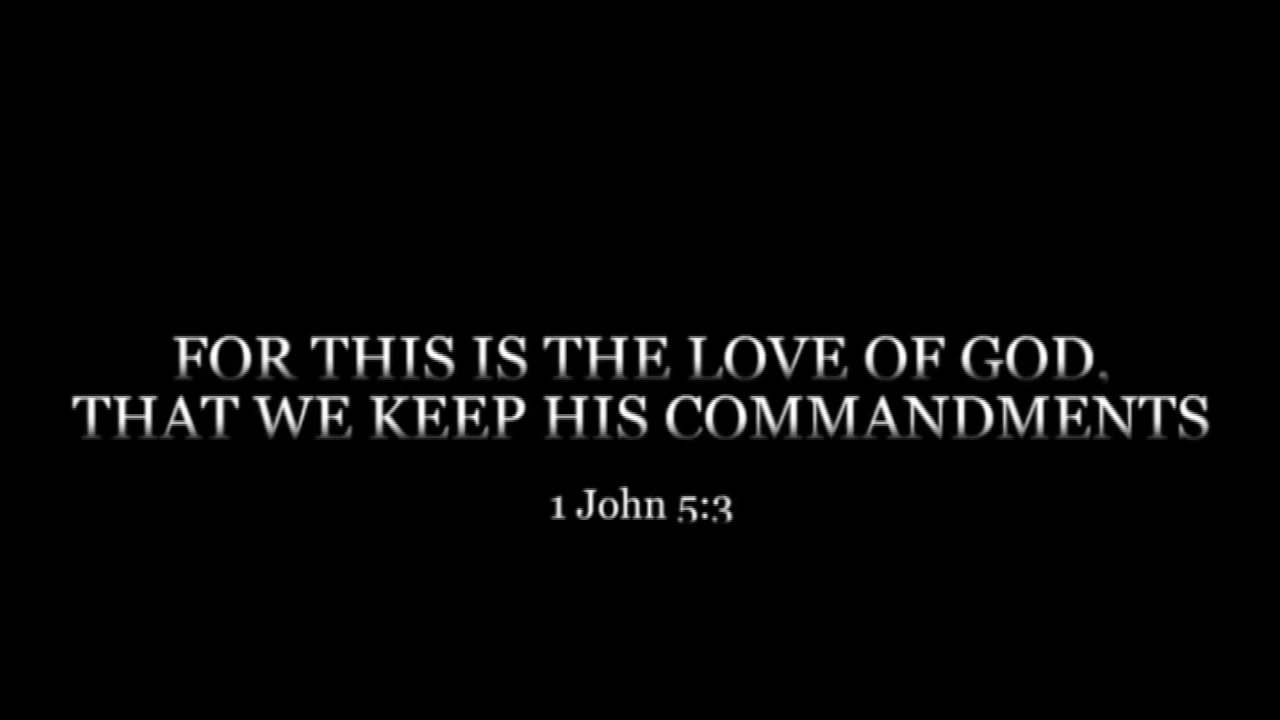 FOR THIS IS THE LOVE OF GOD,
THAT WE KEEP HIS COMMANDMENTS
1 John 5:3